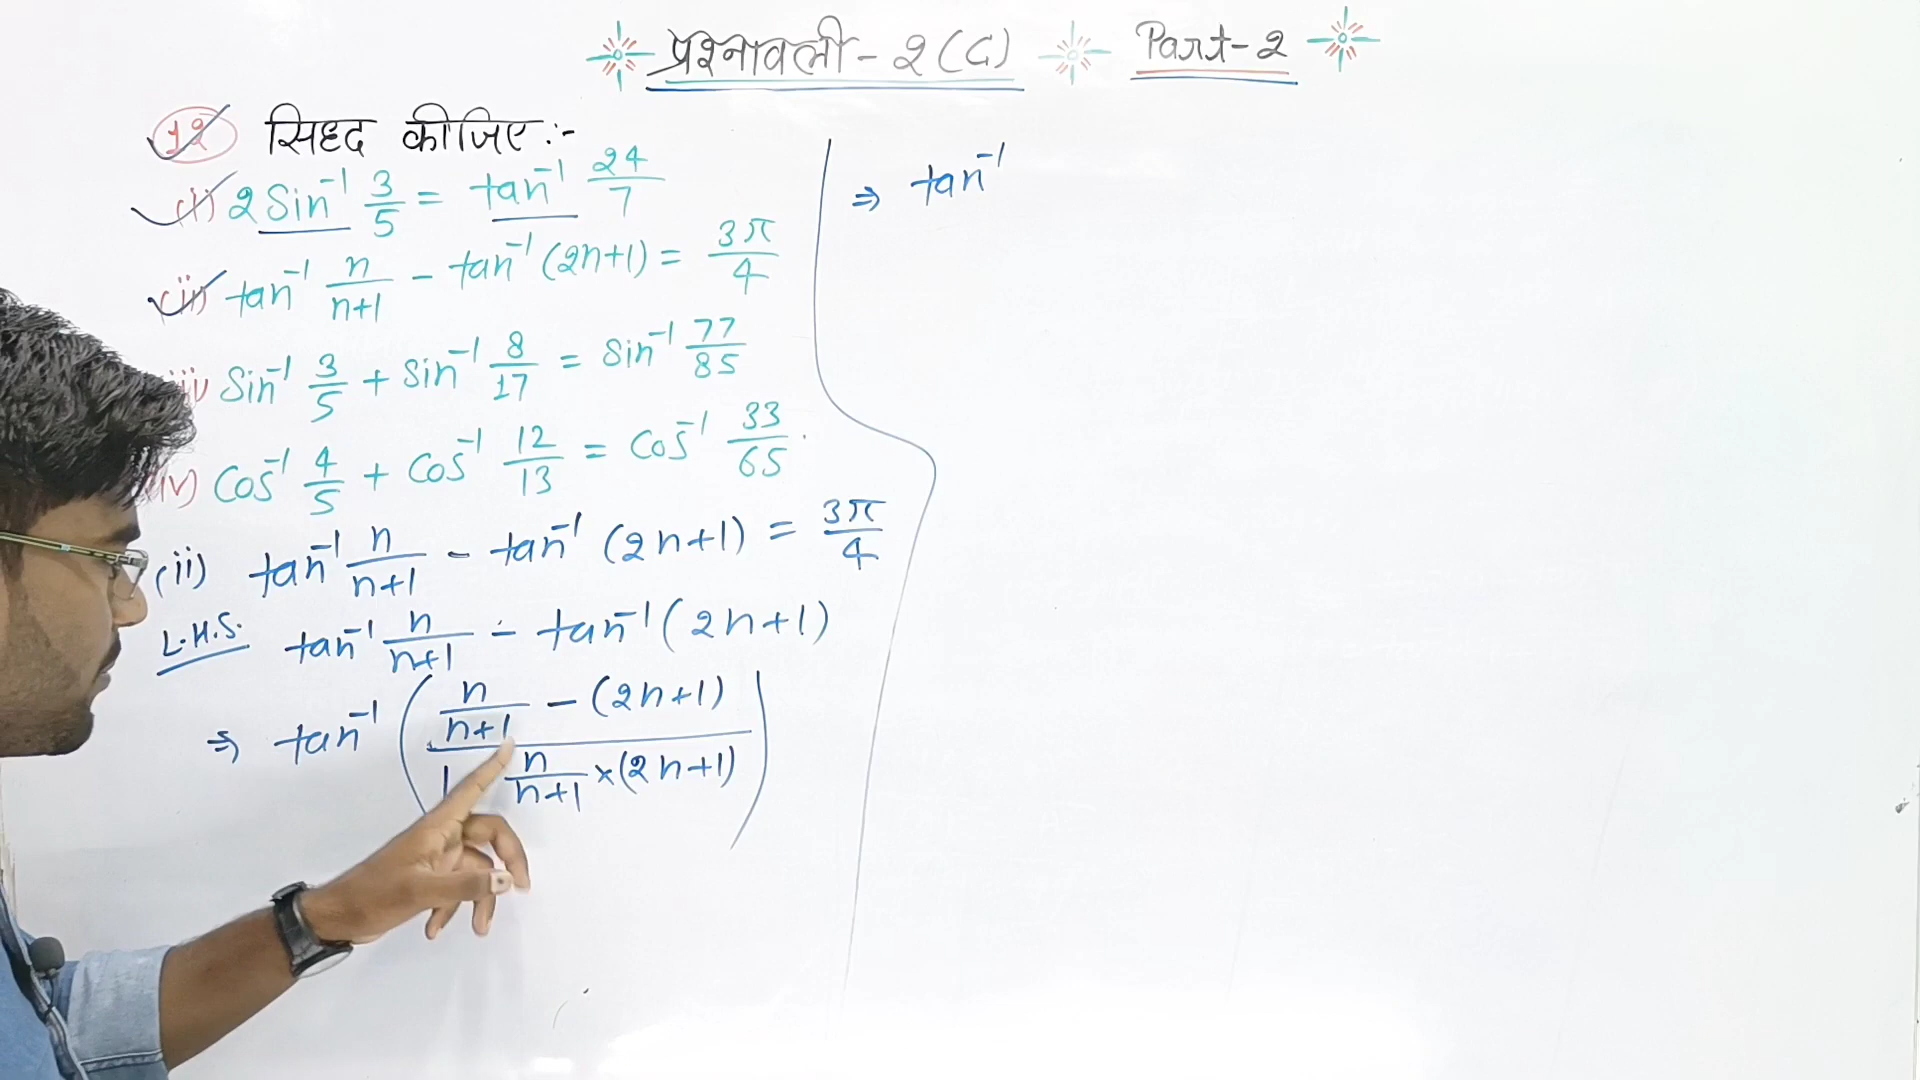 प्रश्नावली - २ (C) Part-2
12 सिध्द कीजिए :-
(i) 2 Sin⁻¹ 3/5 = tan⁻¹ 24/7
(ii) tan⁻¹ n/n+1 - tan⁻¹ (2n+1) = 3π/4
iii) Sin⁻¹ 3/5 + Sin⁻¹ 8/17 = Sin⁻¹ 77/85
iv) Cos⁻¹ 4/5 + Cos⁻¹ 12/13 = Cos⁻¹ 33/65
(ii) tan⁻¹ n/n+1 - tan⁻¹ (2n+1) = 3π/4
L.H.S. tan⁻¹ n/n+1 - tan⁻¹ (2n+1)
⇒ tan⁻¹ ( n/n+1 - (2n+1)
1 n/n+1 × (2n+1) )
⇒ tan⁻¹